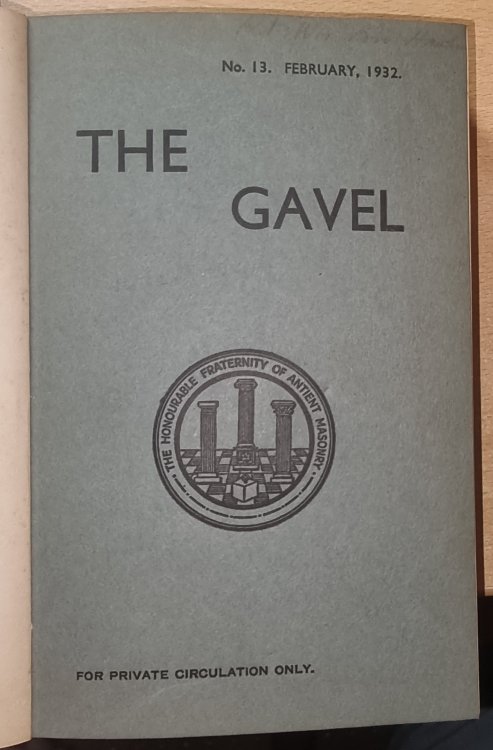 No. 13. FEBRUARY, 1932.
THE
GAVEL
THE HONOURABLE FRATERNITY OF ANTIENT MASONRY.
FOR PRIVATE CIRCULATION ONLY.